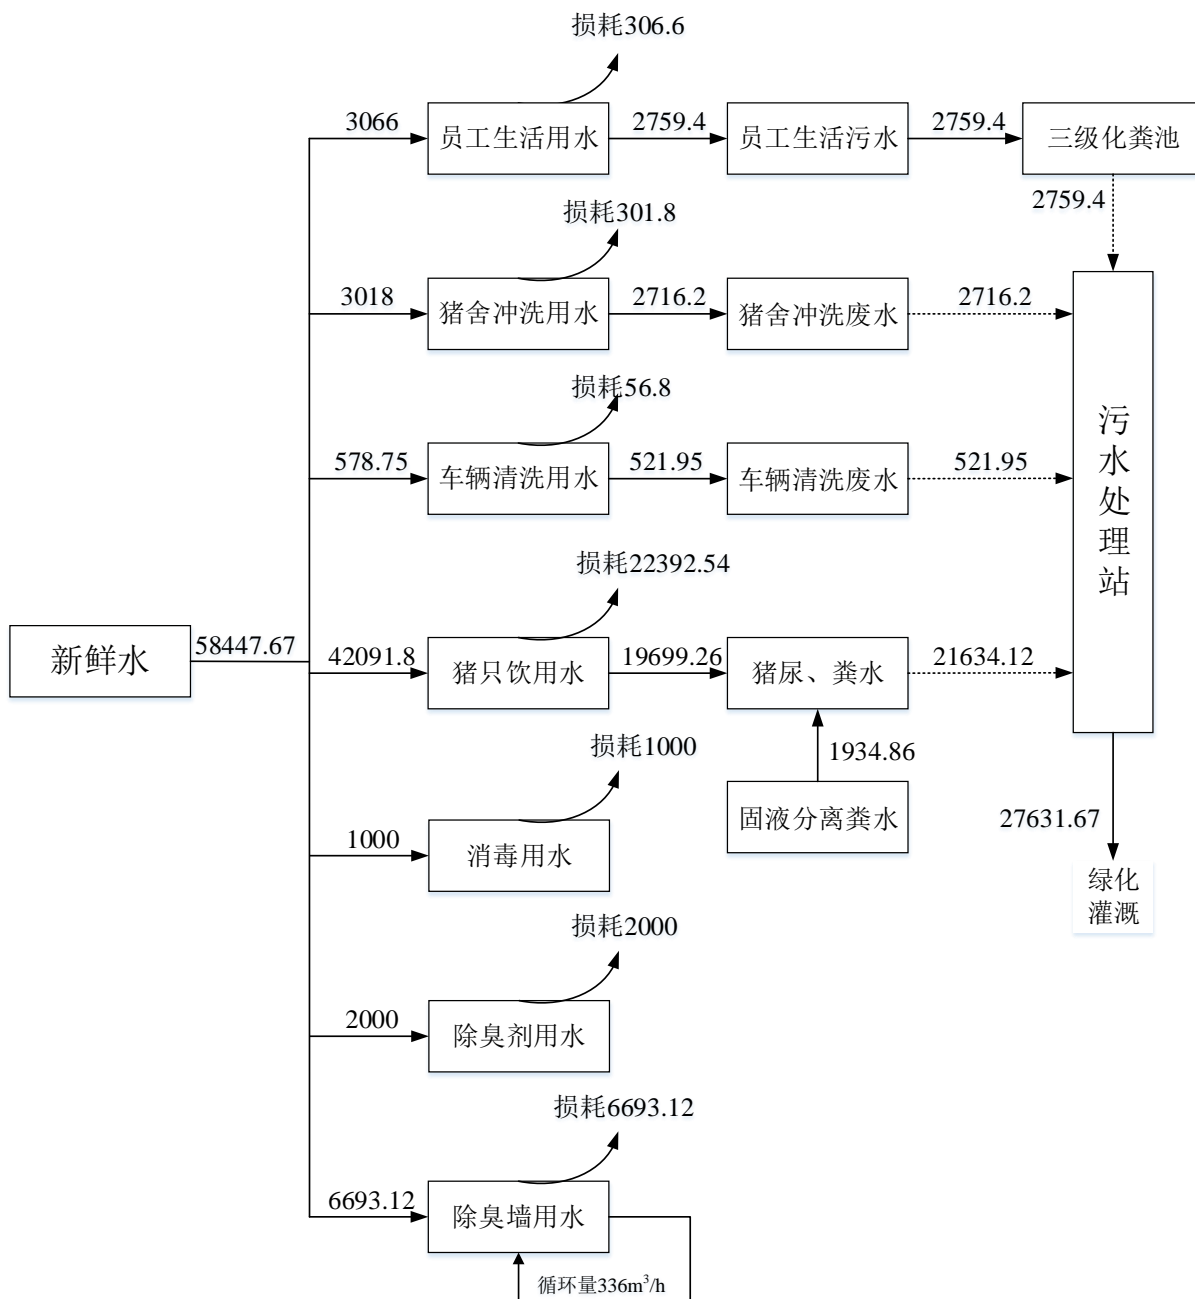 损耗306.6
3066
员工生活用水
2759.4
员工生活污水
2759.4
三级化粪池
2759.4
损耗301.8
3018
猪舍冲洗用水
2716.2
猪舍冲洗废水
2716.2
损耗56.8
578.75
车辆清洗用水
521.95
车辆清洗废水
521.95
污水处理站
损耗22392.54
新鲜水
58447.67
42091.8
猪只饮用水
19699.26
猪尿、粪水
21634.12
损耗1000
1934.86
固液分离粪水
27631.67
1000
消毒用水
绿化
灌溉
损耗2000
2000
除臭剂用水
损耗6693.12
6693.12
除臭墙用水
循环量336m³/h